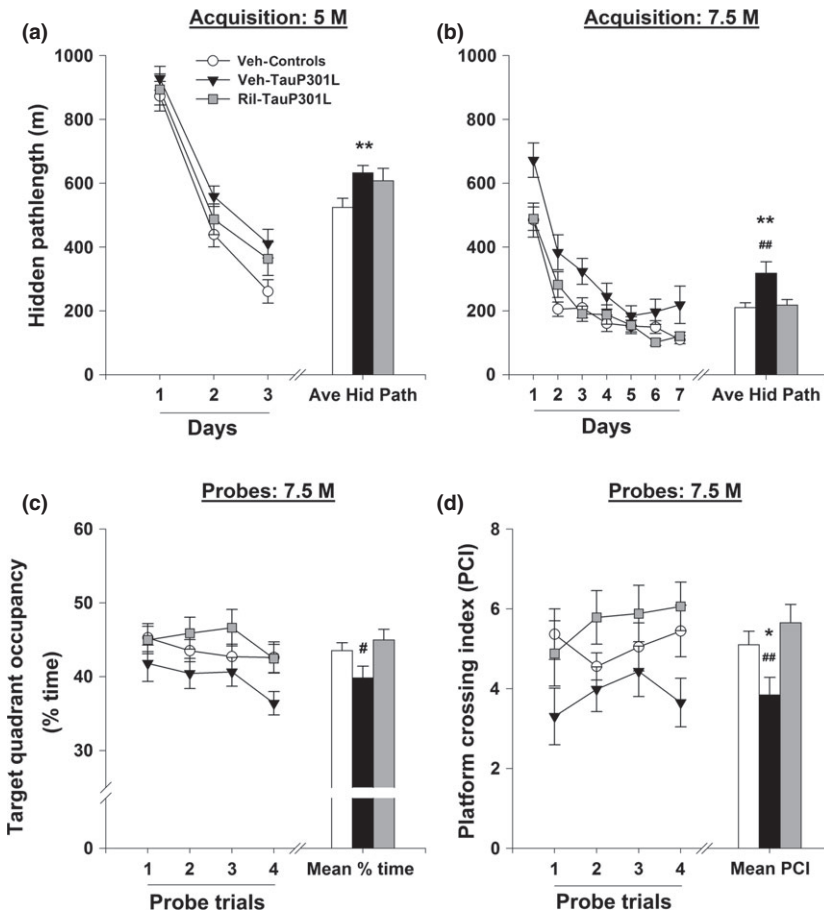 (a)
Acquisition: 5 M
Veh-Controls
Veh-TauP301L
Ril-TauP301L
Hidden pathlength (m)
1000
800
600
400
200
0
**
1 2 3
Ave Hid Path
Days
(b)
Acquisition: 7.5 M
1000
800
600
400
200
0
**
##
1 2 3 4 5 6 7
Ave Hid Path
Days
(c)
Probes: 7.5 M
Target quadrant occupancy
(% time)
60
50
40
30
0
#
1 2 3 4
Mean % time
Probe trials
(d)
Probes: 7.5 M
Platform crossing index (PCI)
8
6
4
2
0
*
##
1 2 3 4
Mean PCI
Probe trials